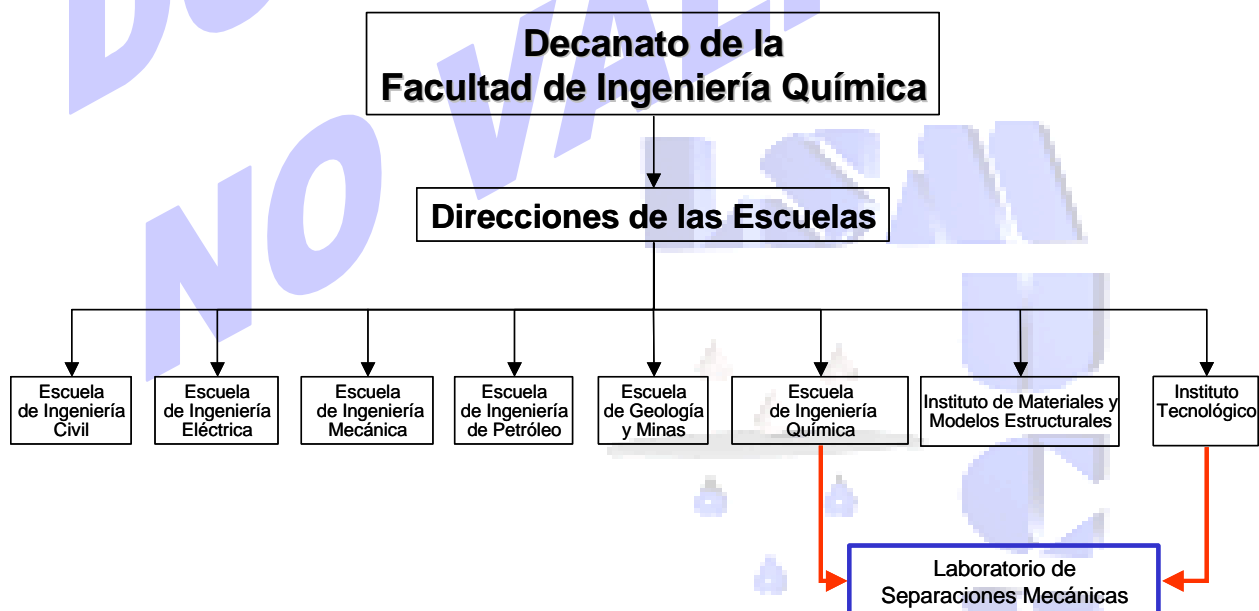 Decanato de la
Facultad de Ingeniería Química
Direcciones de las Escuelas
Escuela
de Ingeniería
Civil
Escuela
de Ingeniería
Eléctrica
Escuela
de Ingeniería
Mecánica
Escuela
de Ingeniería
de Petróleo
Escuela
de Geología
y Minas
Escuela
de Ingeniería
Química
Instituto de Materiales y
Modelos Estructurales
Instituto
Tecnológico
Laboratorio de
Separaciones Mecánicas
NO
LSM